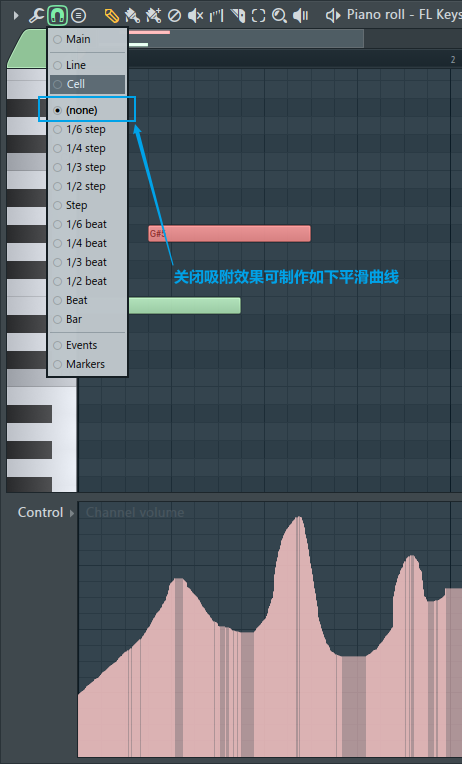 Piano roll - FL Keys
Main
2
Line
Cell
(none)
1/6 step
1/4 step
1/3 step
1/2 step
Step
1/6 beat
1/4 beat
G#5
1/3 beat
关闭吸附效果可制作如下平滑曲线
1/2 beat
Beat
Bar
Events
Markers
Control
Channel volume